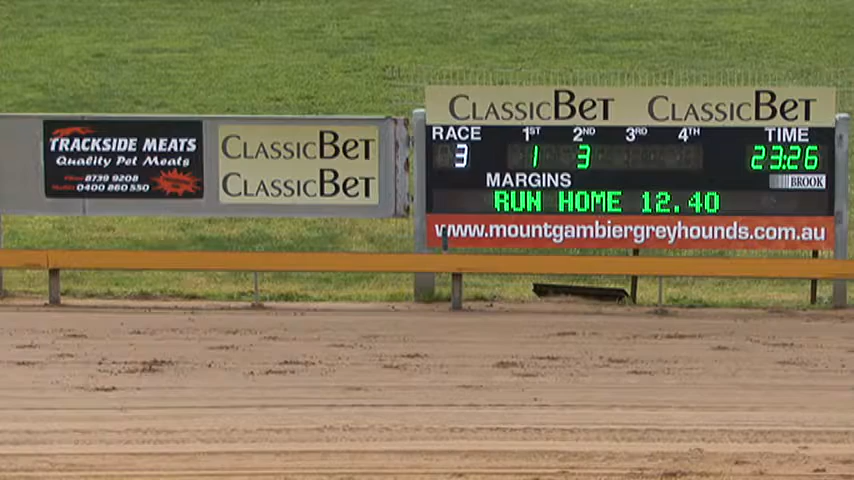 TRACKSIDE MEATS
Quality Pet Meats
8739 9208
0400 860 550
CLASSICBET
CLASSICBET
CLASSICBET CLASSICBET
RACE 1ST 2ND 3RD 4TH TIME
3 1 3 23:26
MARGINS BROOK
RUN HOME 12.40
www.mountgambiergreyhounds.com.au